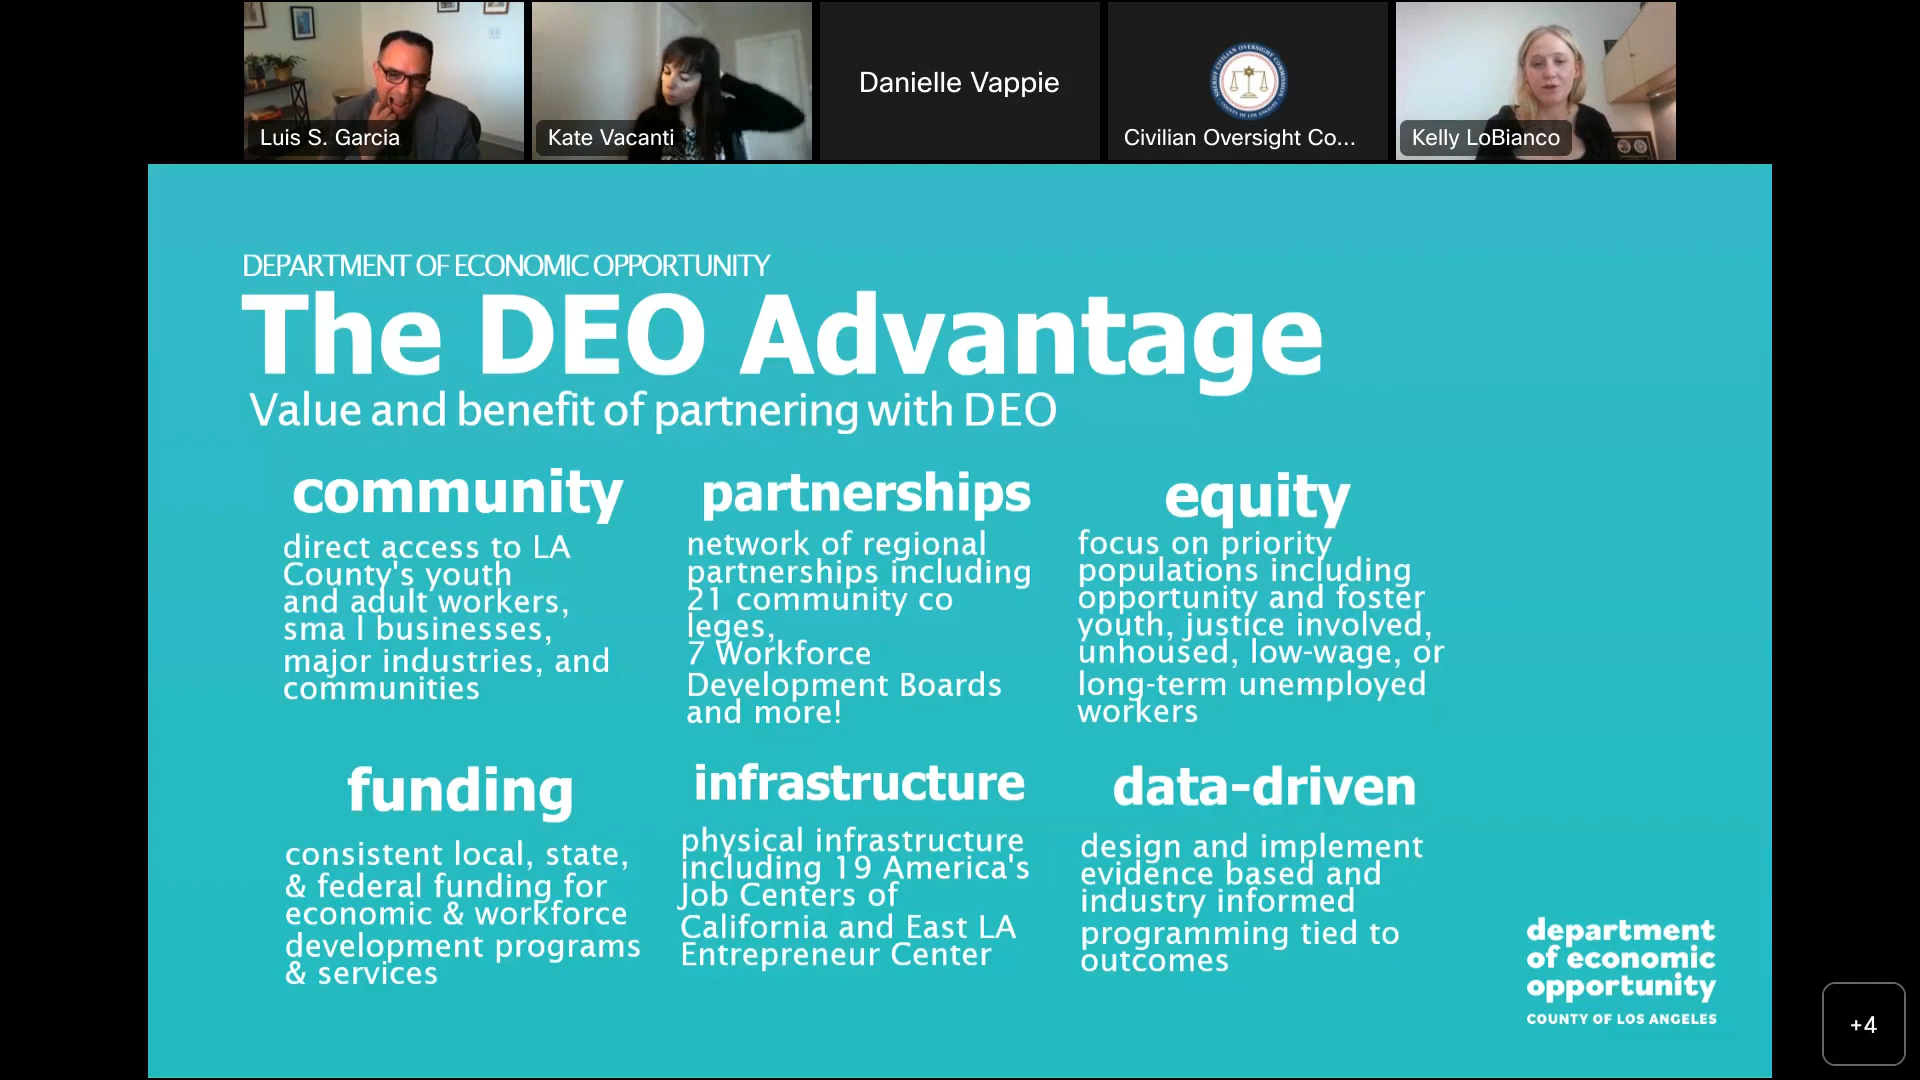 Luis S. Garcia
Kate Vacanti
Danielle Vappie
Civilian Oversight Co...
Kelly LoBianco
DEPARTMENT OF ECONOMIC OPPORTUNITY
The DEO Advantage
Value and benefit of partnering with DEO
community
direct access to LA
County's youth
and adult workers,
sma l businesses,
major industries, and
communities
partnerships
network of regional
partnerships including
21 community co
leges,
7 Workforce
Development Boards
and more!
equity
focus on priority
populations including
opportunity and foster
youth, justice involved,
unhoused, low-wage, or
long-term unemployed
workers
funding
consistent local, state,
& federal funding for
economic & workforce
development programs
& services
infrastructure
physical infrastructure
including 19 America's
Job Centers of
California and East LA
Entrepreneur Center
data-driven
design and implement
evidence based and
industry informed
programming tied to
outcomes
department
of economic
opportunity
COUNTY OF LOS ANGELES
+4